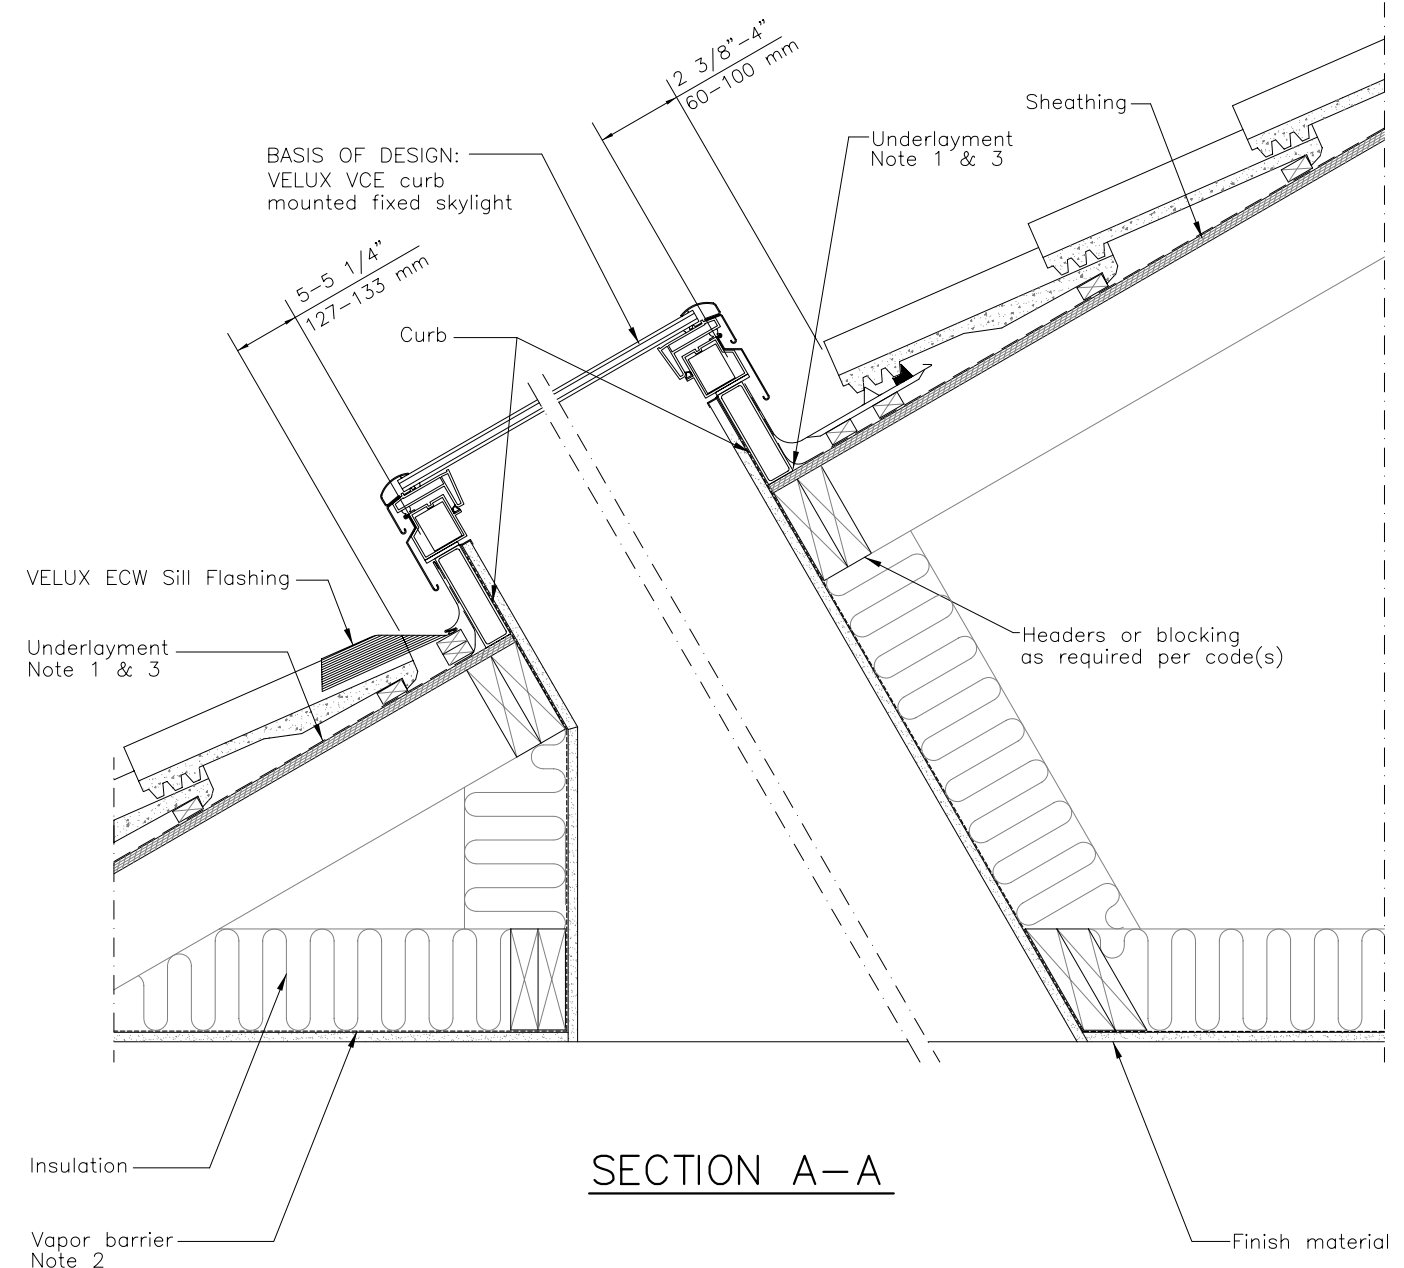 2 3/8"-4"
60-100 mm
Sheathing
Underlayment
Note 1 & 3
BASIS OF DESIGN:
VELUX VCE curb
mounted fixed skylight
5-5 1/4"
127-133 mm
Curb
VELUX ECW Sill Flashing
Underlayment
Note 1 & 3
Headers or blocking
as required per code(s)
Insulation
SECTION A-A
Vapor barrier
Note 2
Finish material